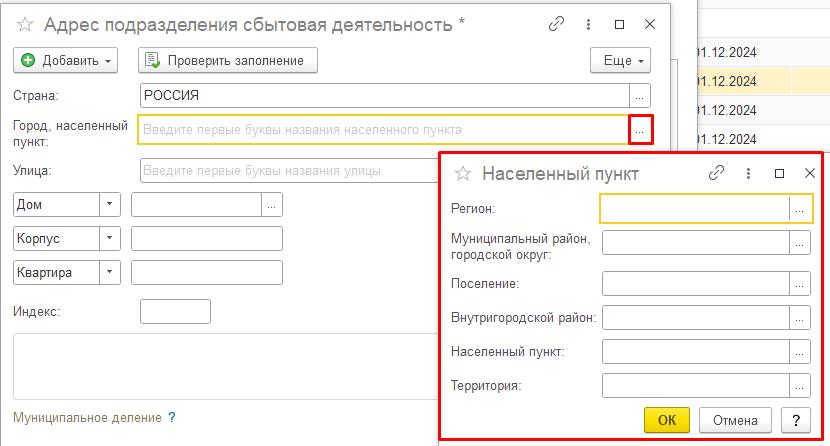 Адрес подразделения сбытовая деятельность *
Добавить
Проверить заполнение
Еще
Страна:
РОССИЯ
...
Город, населенный
пункт:
Введите первые буквы названия населенного пункта
...
Улица:
Введите первые буквы названия улицы
Дом
...
Корпус
Квартира
Индекс:
Муниципальное деление ?
01.12.2024
01.12.2024
01.12.2024
01.12.2024
Населенный пункт
Регион:
...
Муниципальный район,
городской округ:
...
Поселение:
...
Внутригородской район:
...
Населенный пункт:
...
Территория:
...
ОК
Отмена
?